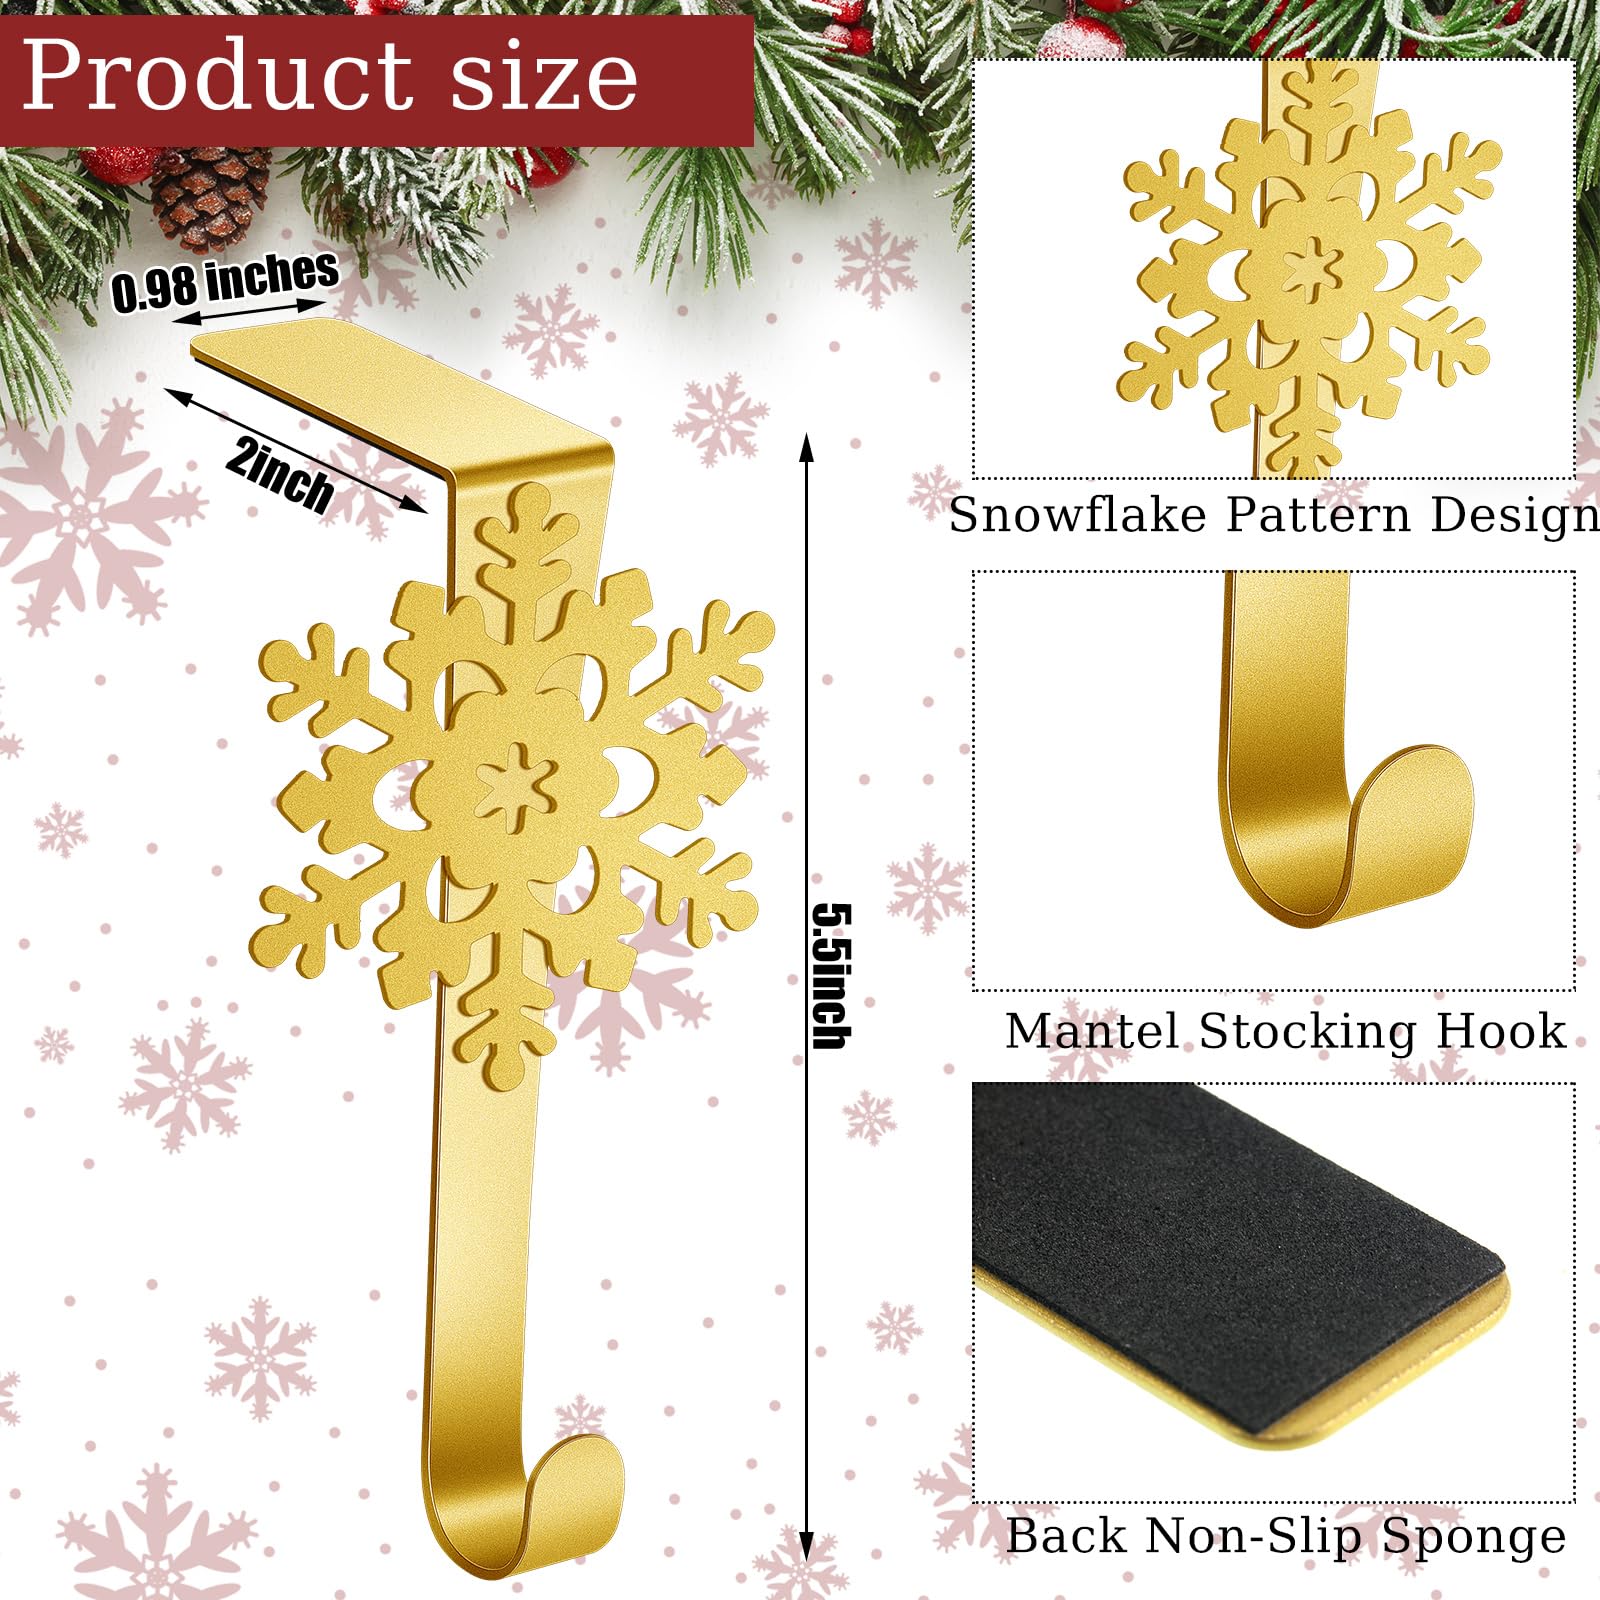 Product size
0.98 inches
2inch
5.5inch
Snowflake Pattern Design
Mantel Stocking Hook
Back Non-Slip Sponge